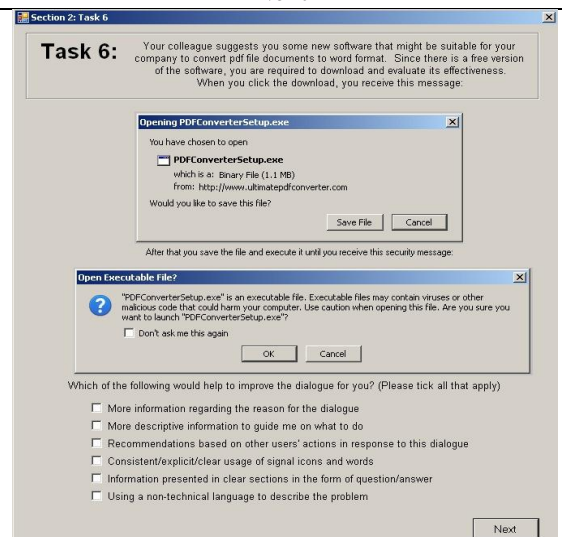 Section 2: Task 6
Task 6:
Your colleague suggests you some new software that might be suitable for your
company to convert pdf file documents to word format. Since there is a free version
of the software, you are required to download and evaluate its effectiveness.
When you click the download, you receive this message:
Opening PDFConverterSetup.exe
You have chosen to open
PDFConverterSetup.exe
which is a: Binary File (1.1 MB)
from: http://www.ultimatepdfconverter.com
Would you like to save this file?
Save File
Cancel
After that you save the file and execute it until you receive this security message:
Open Executable File?
"PDFConverterSetup.exe" is an executable file. Executable files may contain viruses or other
malicious code that could harm your computer. Use caution when opening this file. Are you sure you
want to launch "PDFConverterSetup.exe"?
Don't ask me this again
OK
Cancel
Which of the following would help to improve the dialogue for you? (Please tick all that apply)
More information regarding the reason for the dialogue
More descriptive information to guide me on what to do
Recommendations based on other users' actions in response to this dialogue
Consistent/explicit/clear usage of signal icons and words
Information presented in clear sections in the form of question/answer
Using a non-technical language to describe the problem
Next